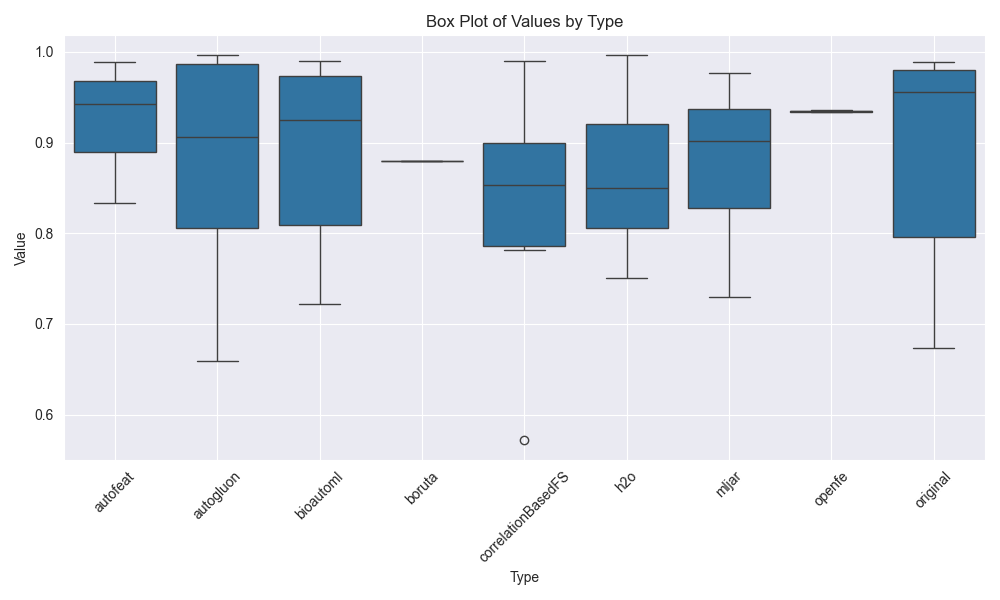 Box Plot of Values by Type
Value
1.0
0.9
0.8
0.7
0.6
autofeat
autogluon
bioautoml
boruta
correlationBasedFS
h2o
mljar
openfe
original
Type